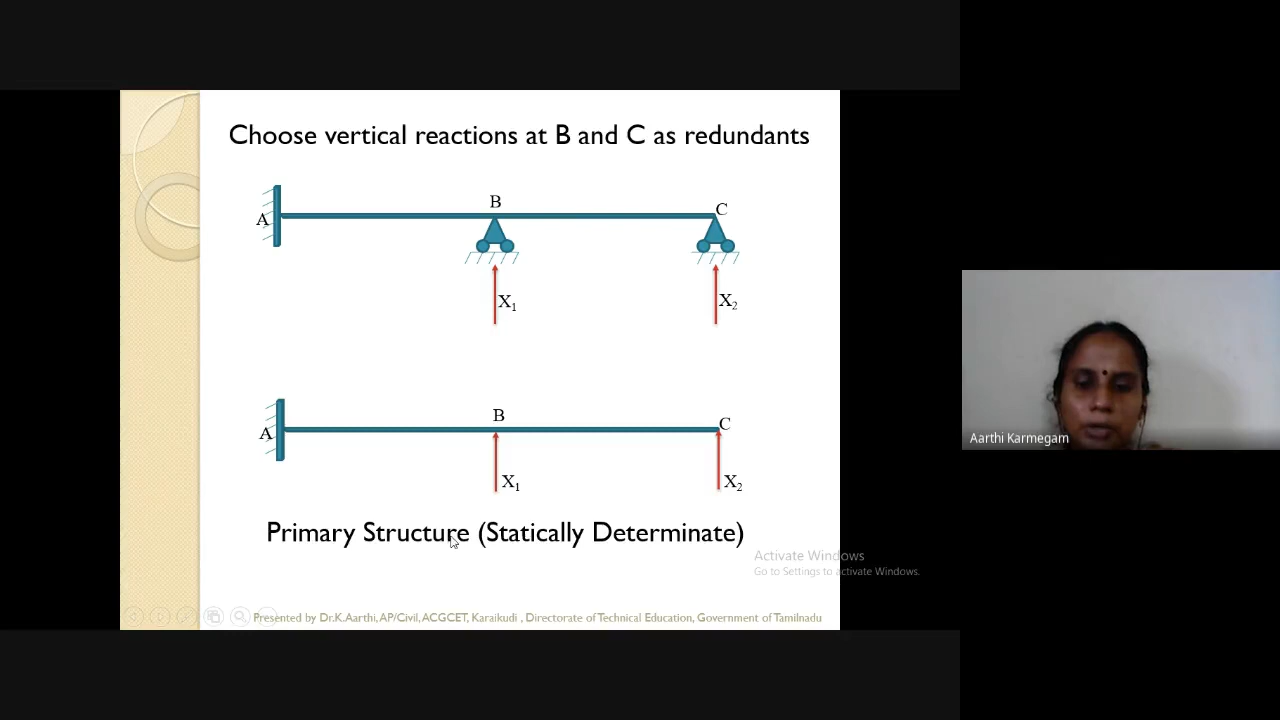 Choose vertical reactions at B and C as redundants
B
C
A
X1
X2
B
C
A
X1
X2
Primary Structure (Statically Determinate)
Activate Windows
Go to Settings to activate Windows.
Presented by Dr.K.Aarthi, AP/Civil, ACGCET, Karaikudi , Directorate of Technical Education, Government of Tamilnadu
Aarthi Karmegam